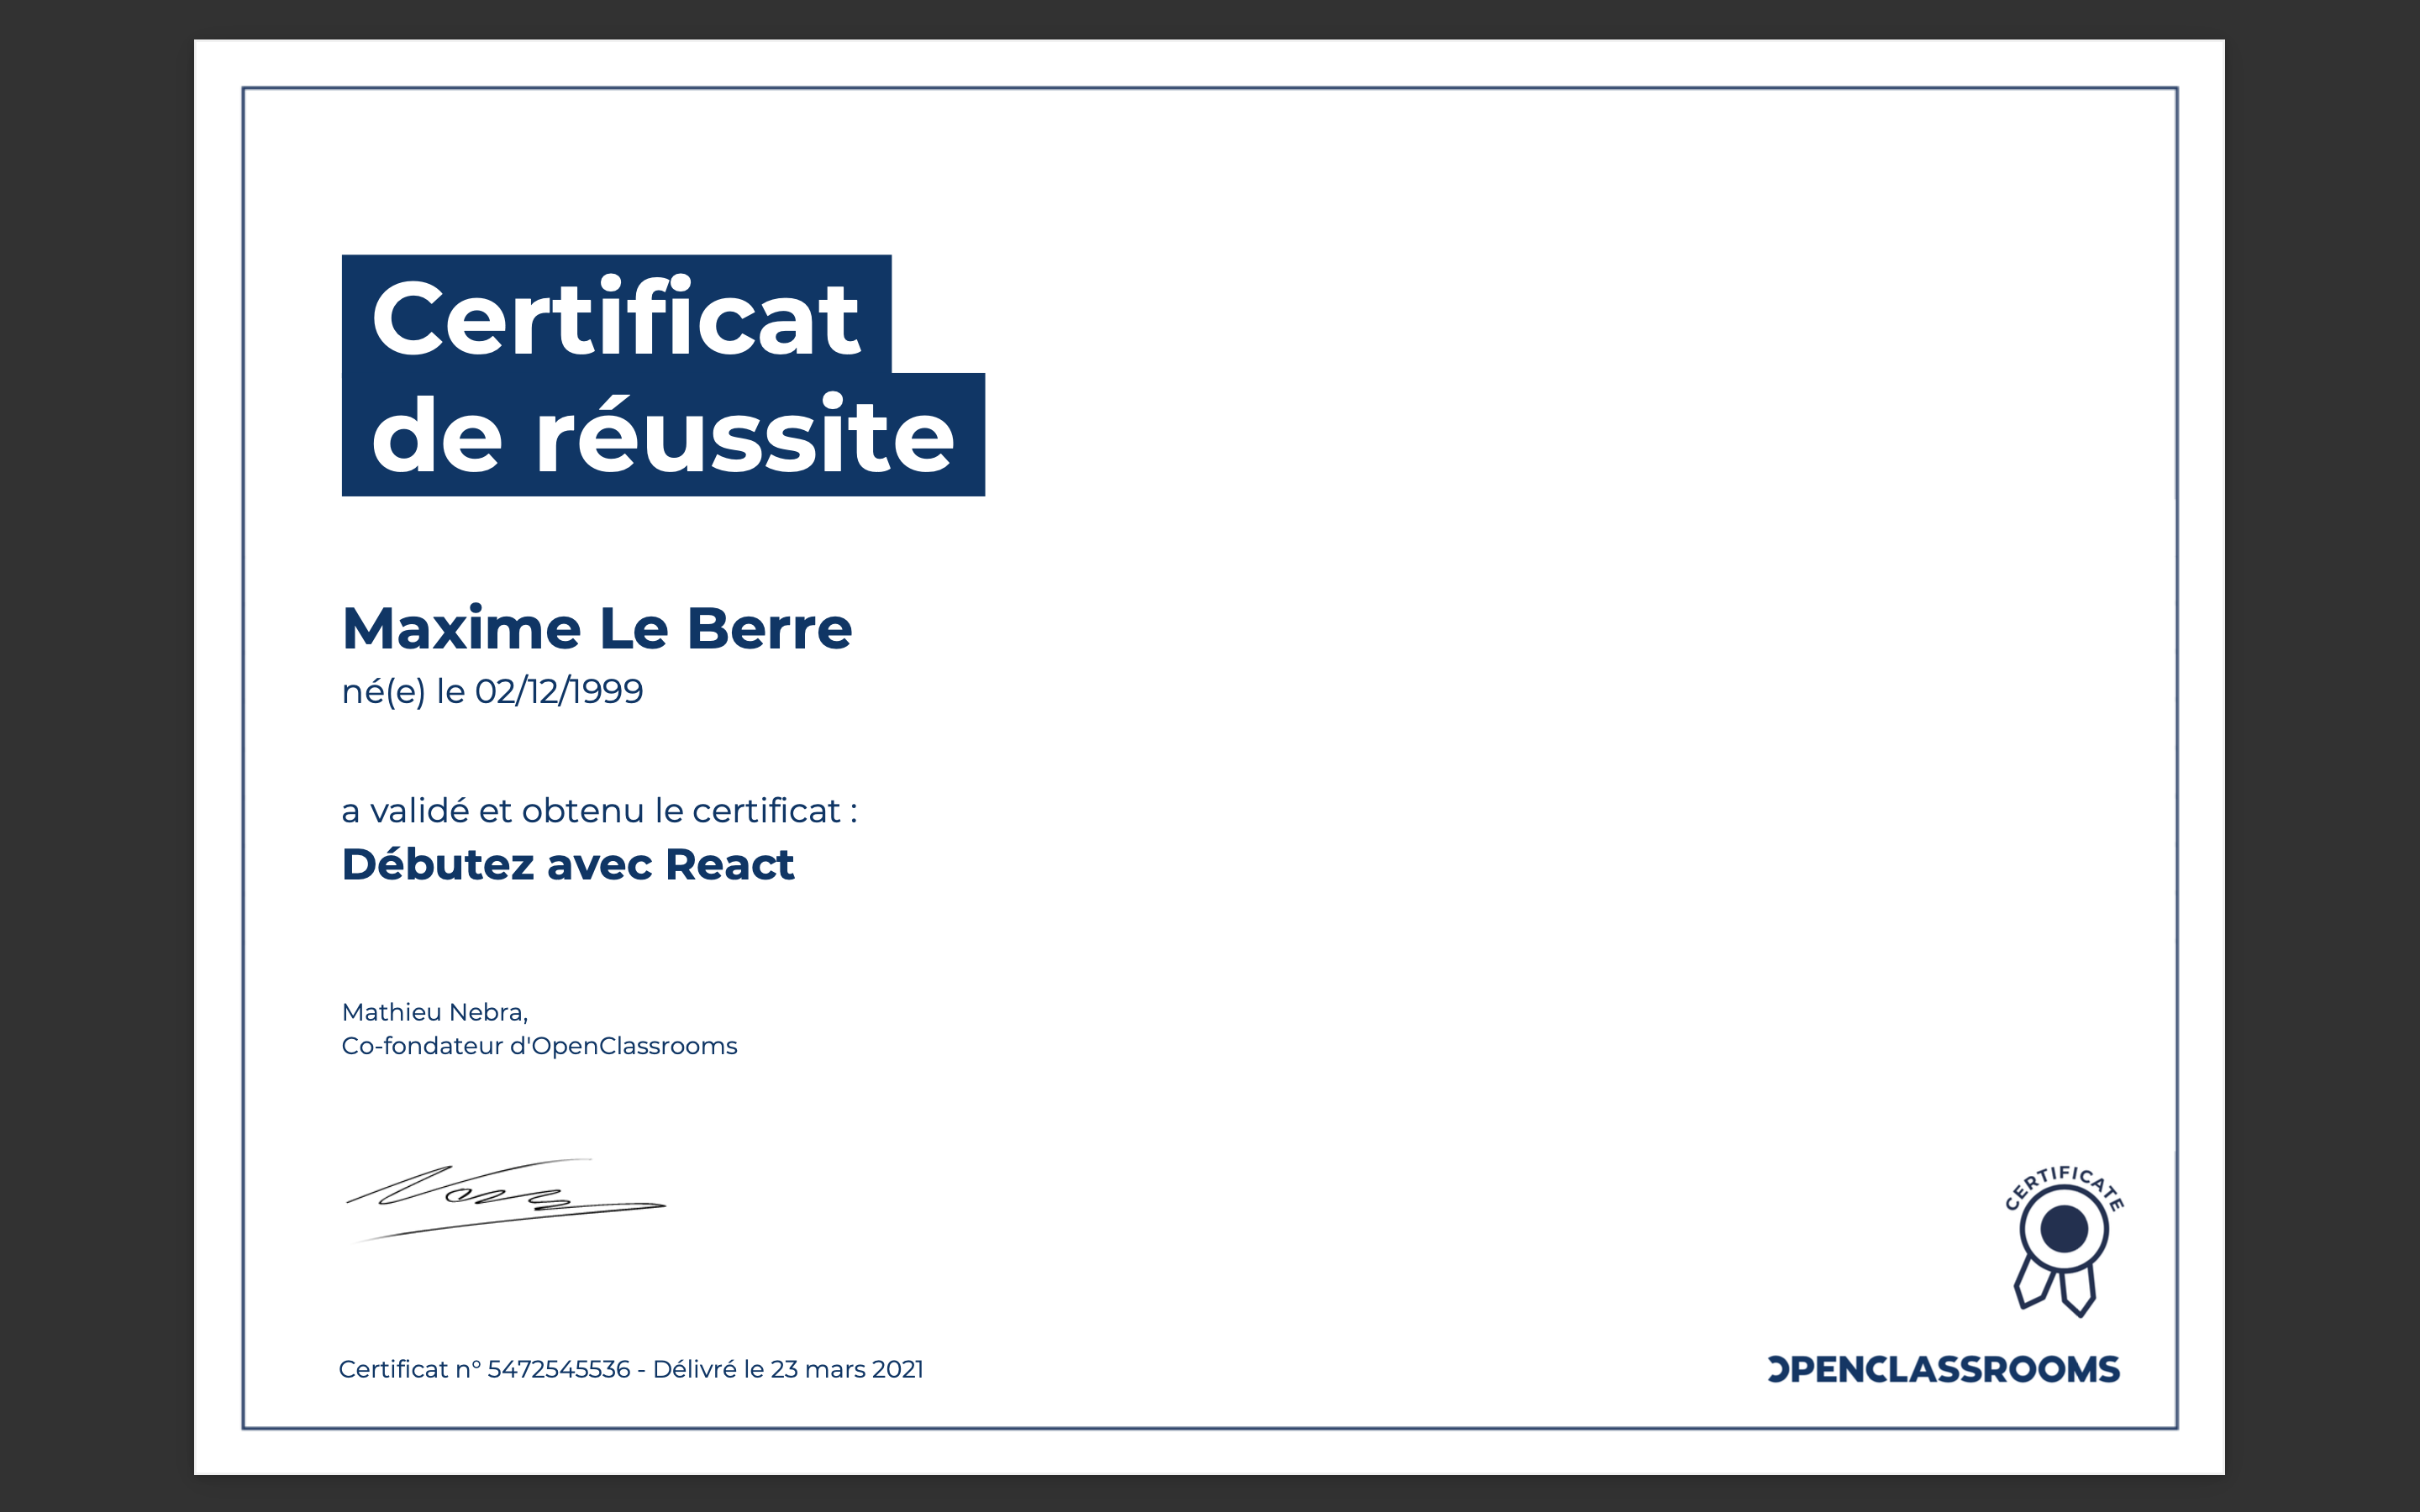 Certificat
de réussite
Maxime Le Berre
né(e) le 02/12/1999
a validé et obtenu le certificat :
Débutez avec React
Mathieu Nebra,
Co-fondateur d'OpenClassrooms
CERTIFICATE
Certificat n° 5472545536 - Délivré le 23 mars 2021
OPENCLASSROOMS